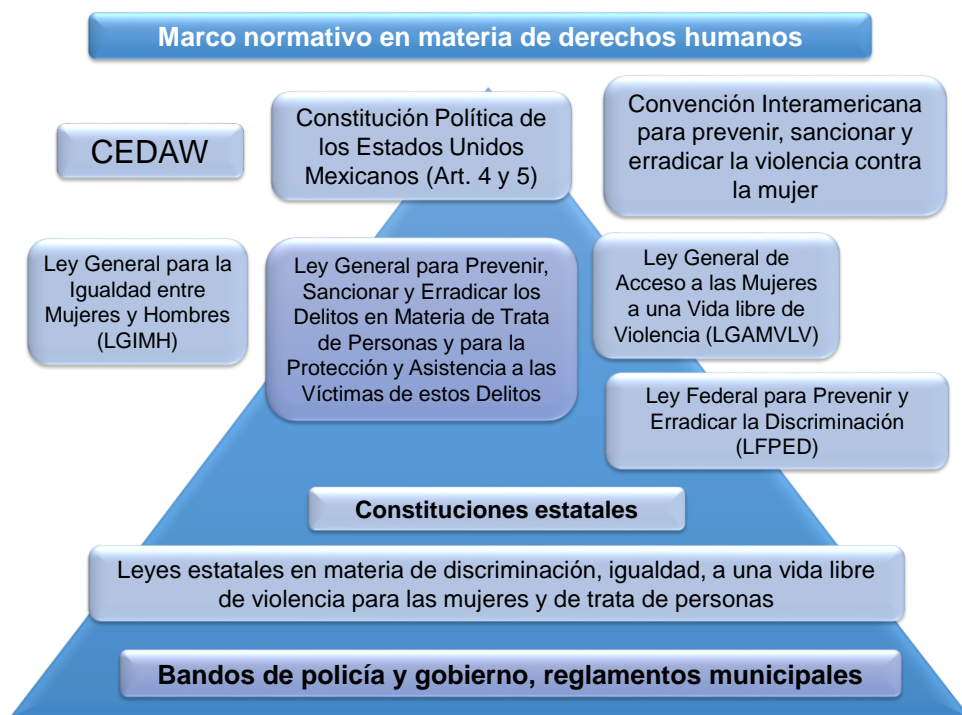 Marco normativo en materia de derechos humanos
CEDAW
Constitución Política de
los Estados Unidos
Mexicanos (Art. 4 y 5)
Convención Interamericana
para prevenir, sancionar y
erradicar la violencia contra
la mujer
Ley General para la
Igualdad entre
Mujeres y Hombres
(LGIMH)
Ley General para Prevenir,
Sancionar y Erradicar los
Delitos en Materia de Trata
de Personas y para la
Protección y Asistencia a las
Víctimas de estos Delitos
Ley General de
Acceso a las Mujeres
a una Vida libre de
Violencia (LGAMVLV)
Ley Federal para Prevenir y
Erradicar la Discriminación
(LFPED)
Constituciones estatales
Leyes estatales en materia de discriminación, igualdad, a una vida libre
de violencia para las mujeres y de trata de personas
Bandos de policía y gobierno, reglamentos municipales